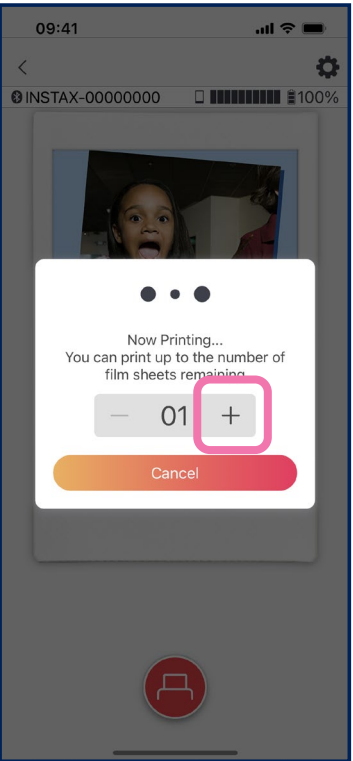 09:41
INSTAX-00000000 100%
Now Printing...
You can print up to the number of
film sheets remaining
01
Cancel